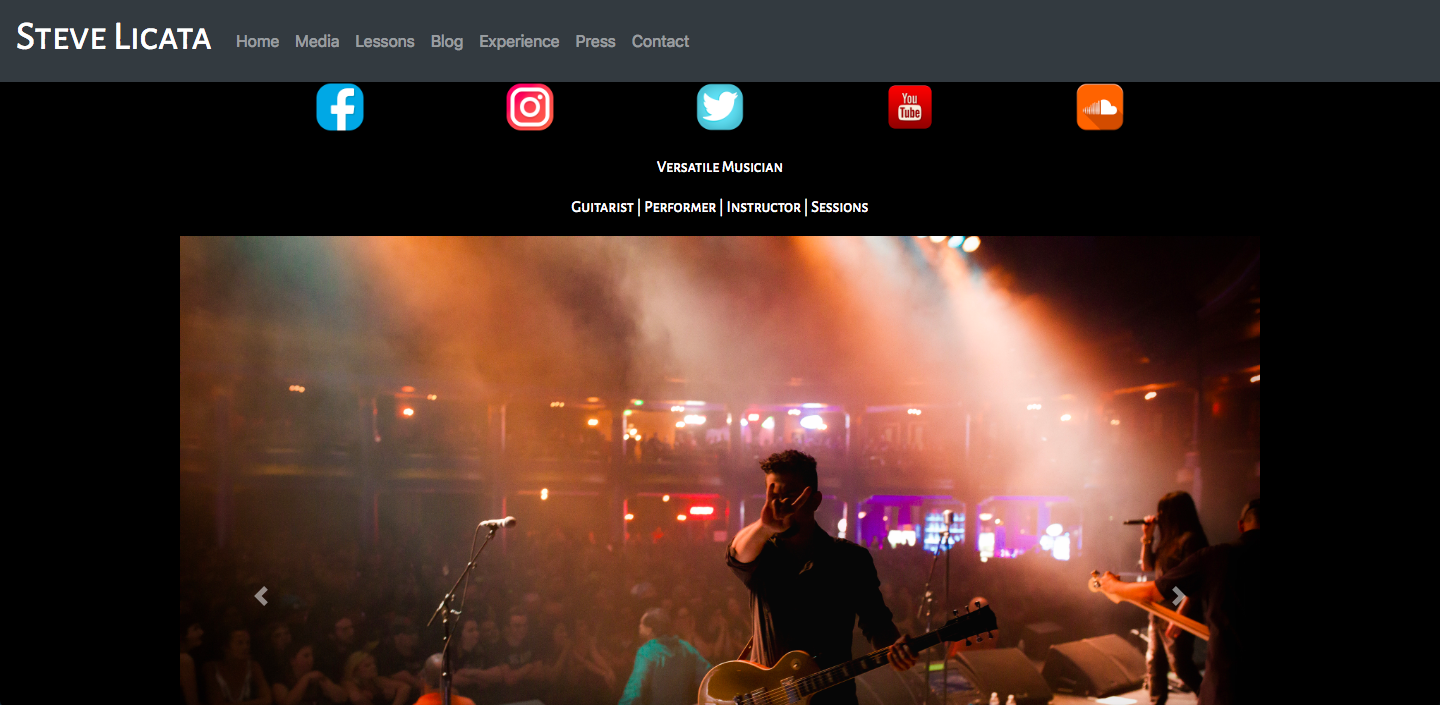 Steve Licata Home Media Lessons Blog Experience Press Contact
You
Tube
Versatile Musician
Guitarist | Performer | Instructor | Sessions